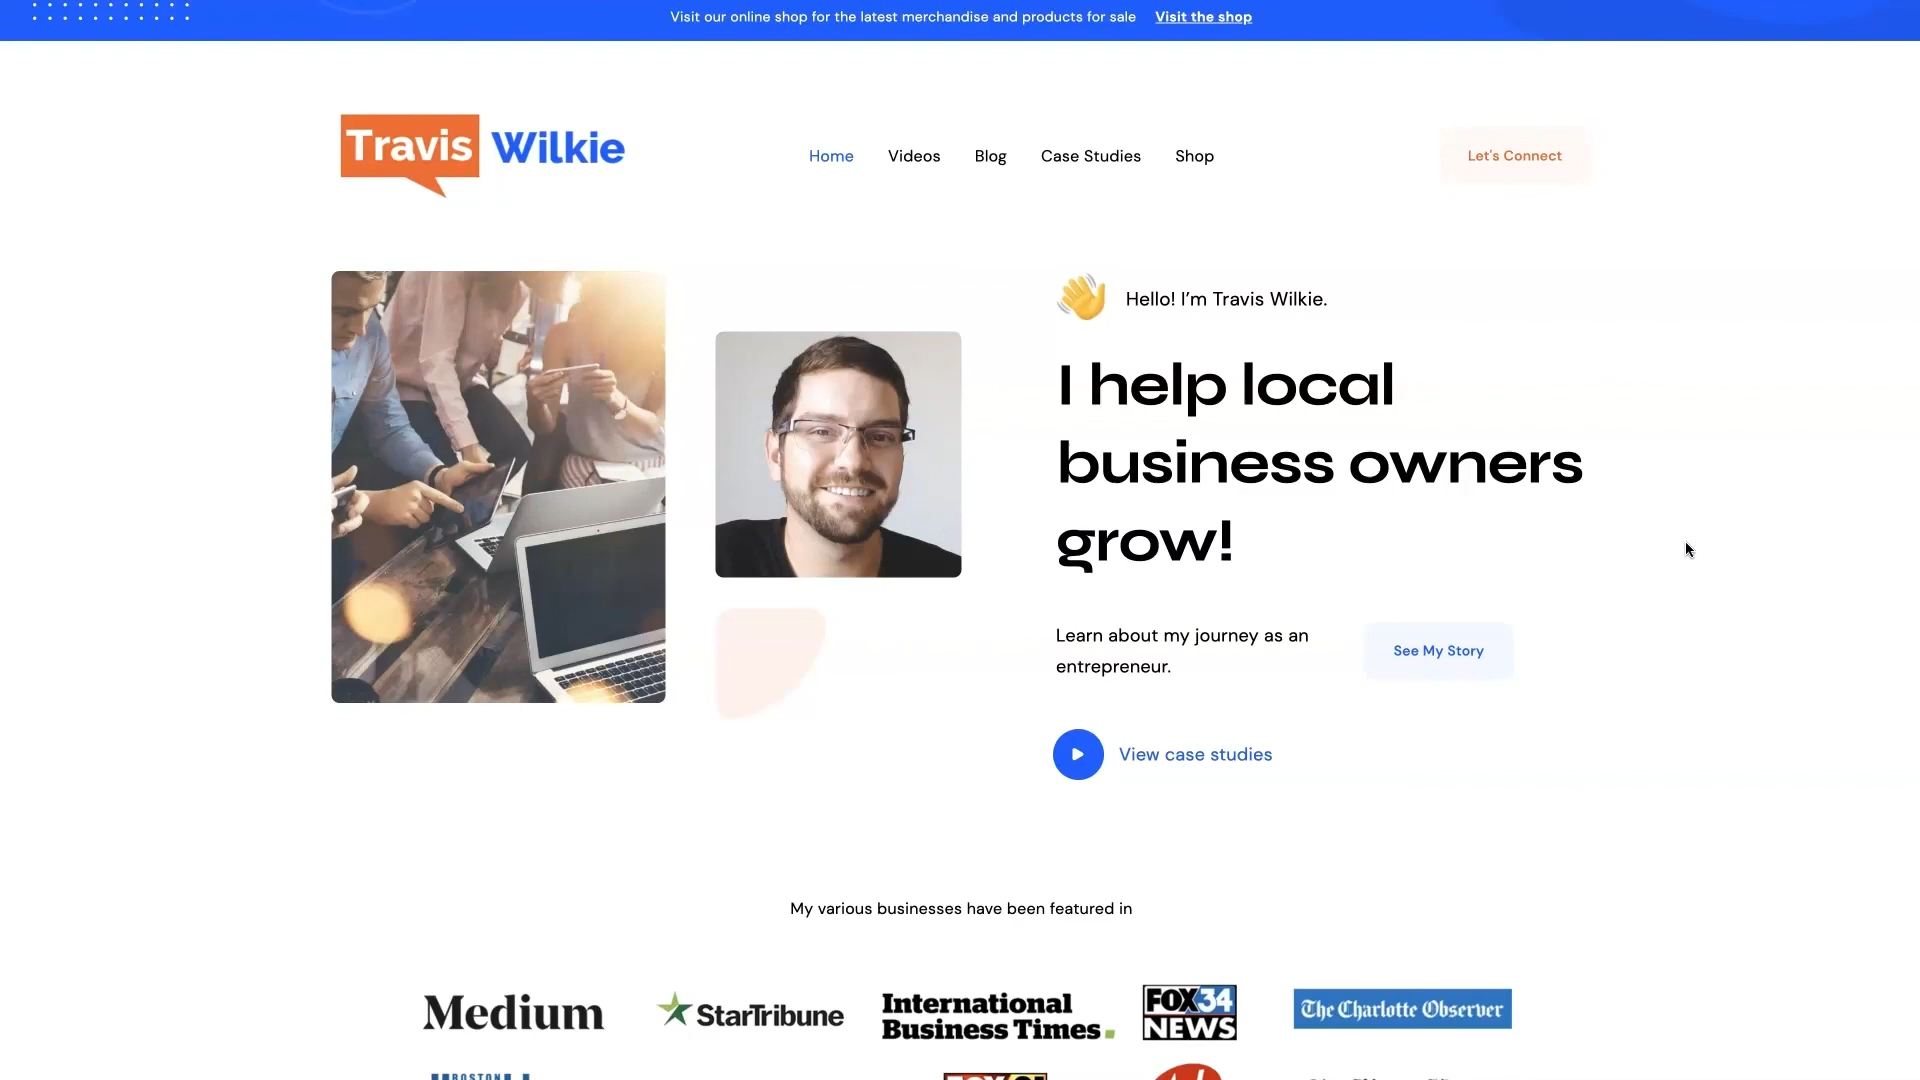 Visit our online shop for the latest merchandise and products for sale Visit the shop
Travis Wilkie
Home Videos Blog Case Studies Shop
Let's Connect
Hello! I’m Travis Wilkie.
I help local
business owners
grow!
Learn about my journey as an
entrepreneur.
See My Story
View case studies
My various businesses have been featured in
Medium
StarTribune
International
Business Times
FOX34
NEWS
The Charlotte Observer
BOSTON